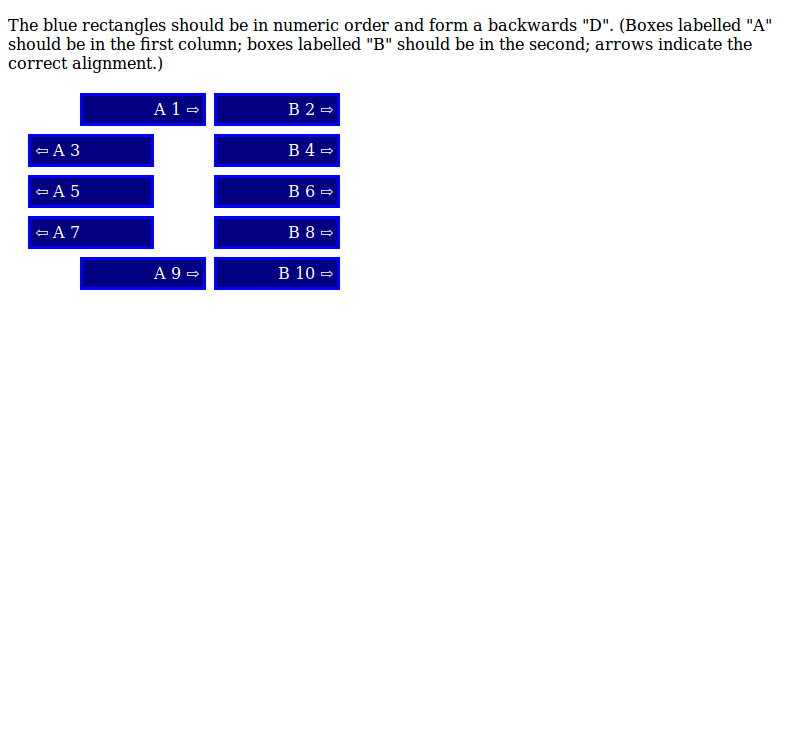 The blue rectangles should be in numeric order and form a backwards "D". (Boxes labelled "A"
should be in the first column; boxes labelled "B" should be in the second; arrows indicate the
correct alignment.)
A 1 ⇨ B 2 ⇨
⇦ A 3 B 4 ⇨
⇦ A 5 B 6 ⇨
⇦ A 7 B 8 ⇨
A 9 ⇨ B 10 ⇨